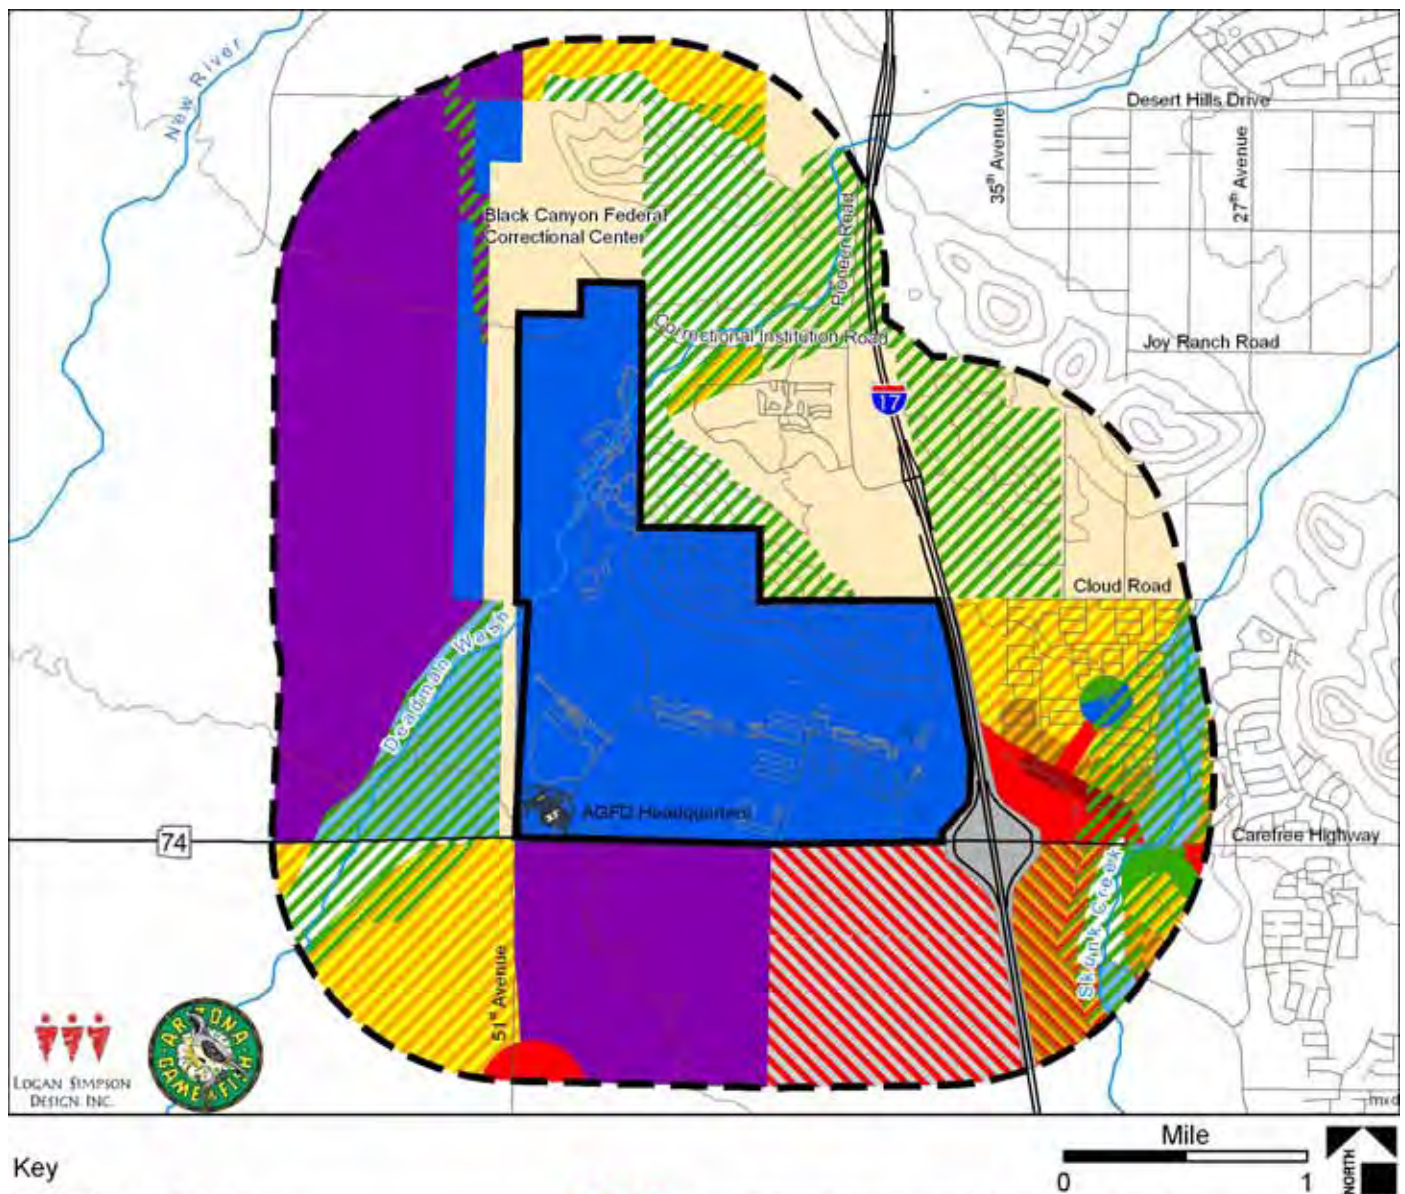 New River
Desert Hills Drive
35th Avenue
27th Avenue
Black Canyon Federal
Correctional Center
Pioneer Road
Correctional Institution Road
Joy Ranch Road
17
Cloud Road
Deadman Wash
AGFD Headquarters
74
Carefree Highway
Skunk Creek
51st Avenue
ARIZONA
GAME & FISH
LOGAN SIMPSON
DESIGN INC.
mxd
Mile
0 1
NORTH
Key